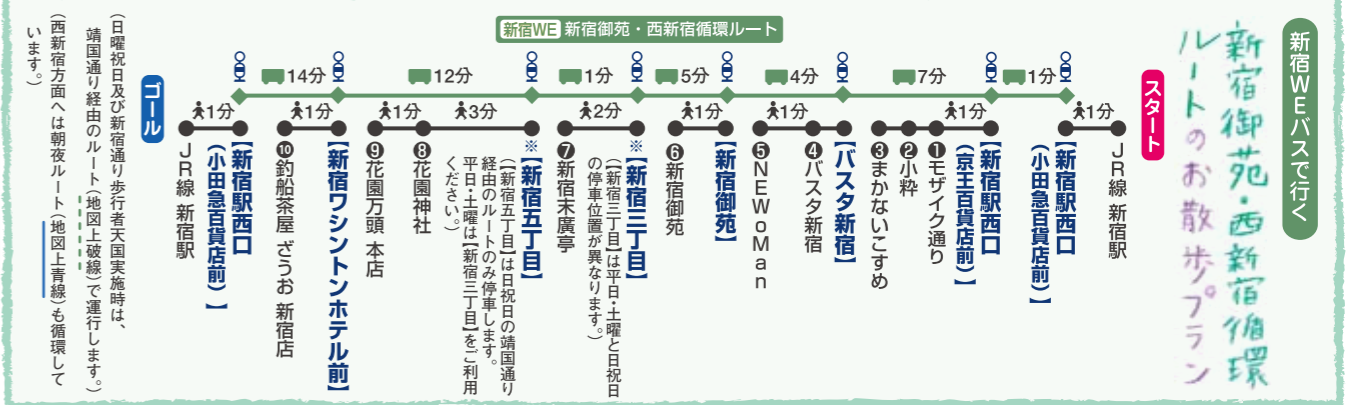 新宿WEバスで行く
新宿御苑・西新宿循環
ルートのお散歩プラン
新宿WE 新宿御苑・西新宿循環ルート
スタート
JR線 新宿駅
1分
【新宿駅西口
（小田急百貨店前）】
1分
【新宿駅西口
（京王百貨店前）】
1分
❶モザイク通り
❷小粋
❸まかないこすめ
7分
【バスタ新宿】
❹バスタ新宿
1分
❺NEWoMan
4分
【新宿御苑】
1分
❻新宿御苑
5分
※
【新宿三丁目】
（【新宿三丁目】は平日・土曜と日祝日
の停車位置が異なります。）
2分
❼新宿末廣亭
1分
※
【新宿五丁目】
（【新宿五丁目】は日祝日の靖国通り
経由のルートのみ停車します。
平日・土曜は【新宿三丁目】をご利用
ください。）
3分
❽花園神社
1分
❾花園万頭 本店
12分
【新宿ワシントンホテル前】
1分
❿釣船茶屋 ざうお 新宿店
14分
【新宿駅西口
（小田急百貨店前）】
1分
JR線 新宿駅
ゴール
（日曜祝日及び新宿通り歩行者天国実施時は、
靖国通り経由のルート（地図上破線）で運行します。）
（西新宿方面へは朝夜ルート（地図上青線）も循環して
います。）